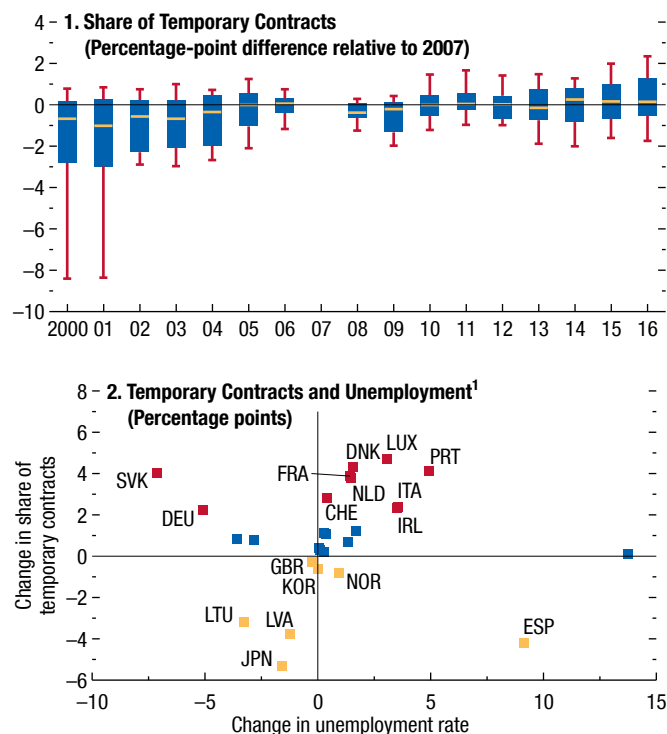 1. Share of Temporary Contracts
(Percentage-point difference relative to 2007)
4
2
0
–2
–4
–6
–8
–10
2000 01 02 03 04 05 06 07 08 09 10 11 12 13 14 15 16
2. Temporary Contracts and Unemployment¹
(Percentage points)
Change in share of
temporary contracts
8
6
4
2
0
–2
–4
–6
SVK
DEU
FRA
DNK
LUX
PRT
NLD
ITA
CHE
IRL
GBR
KOR
NOR
LTU
LVA
JPN
ESP
–10 –5 0 5 10 15
Change in unemployment rate